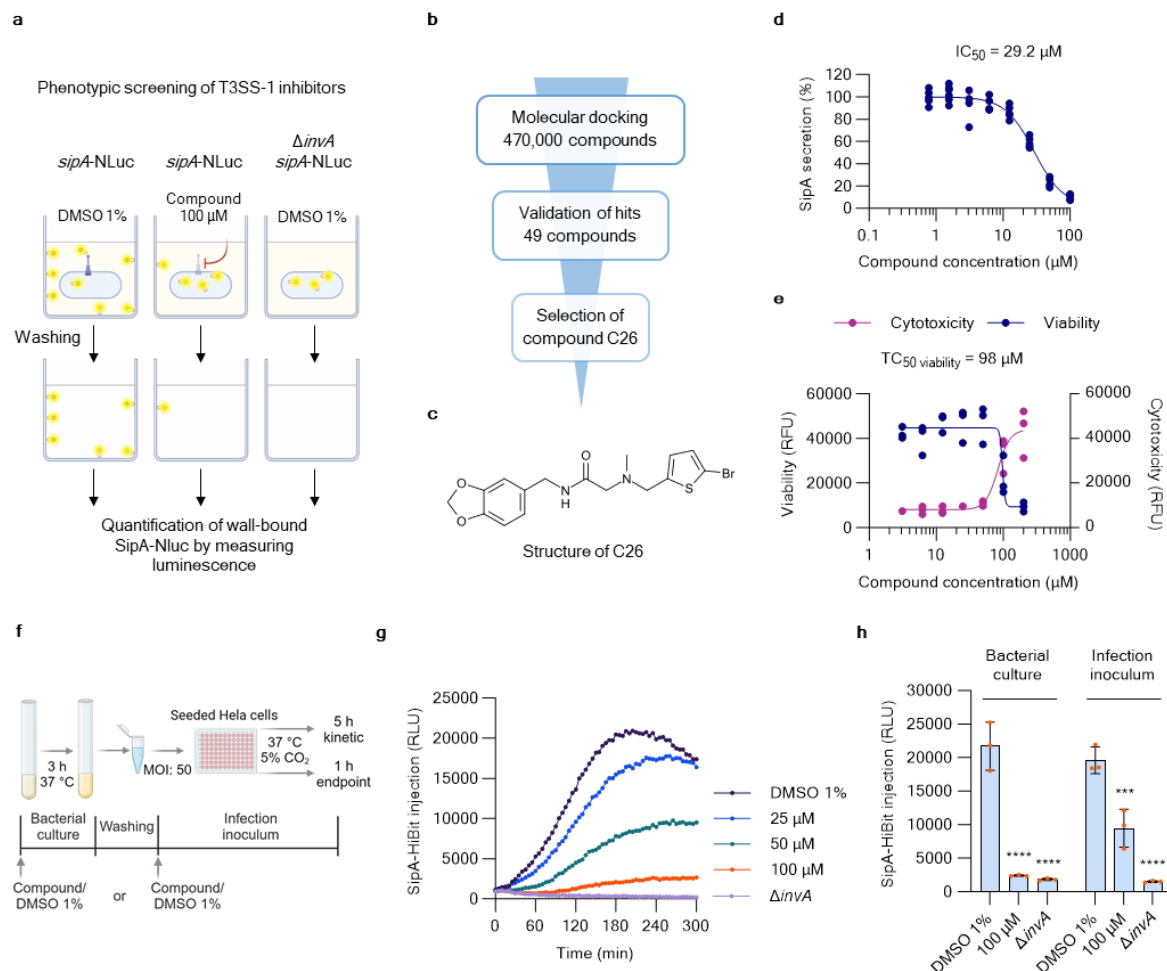 a
Phenotypic screening of T3SS-1 inhibitors
sipA-NLuc
sipA-NLuc
ΔinvA
sipA-NLuc
DMSO 1%
Compound
100 µM
DMSO 1%
Washing
Quantification of wall-bound
SipA-Nluc by measuring
luminescence
b
Molecular docking
470,000 compounds
Validation of hits
49 compounds
Selection of
compound C26
c
O
O
O
N
H
N
S
Br
Structure of C26
d
IC50 = 29.2 µM
SipA secretion (%)
120
100
80
60
40
20
0
0.1
1
10
100
Compound concentration (µM)
e
Cytotoxicity
Viability
TC50 viability = 98 µM
Viability (RFU)
60000
40000
20000
0
60000
40000
20000
0
Cytotoxicity
(RFU)
1
10
100
1000
Compound concentration (µM)
f
3 h
37 °C
MOI: 50
Seeded Hela cells
37 °C
5% CO2
5 h
kinetic
1 h
endpoint
Bacterial
culture
Washing
Infection
inoculum
Compound/
DMSO 1%
or
Compound/
DMSO 1%
g
SipA-HiBit injection (RLU)
25000
20000
15000
10000
5000
0
0
60
120
180
240
300
Time (min)
DMSO 1%
25 µM
50 µM
100 µM
ΔinvA
h
Bacterial
culture
Infection
inoculum
SipA-HiBit injection (RLU)
30000
25000
20000
15000
10000
5000
0
****
****
***
****
DMSO 1%
100 µM
ΔinvA
DMSO 1%
100 µM
ΔinvA